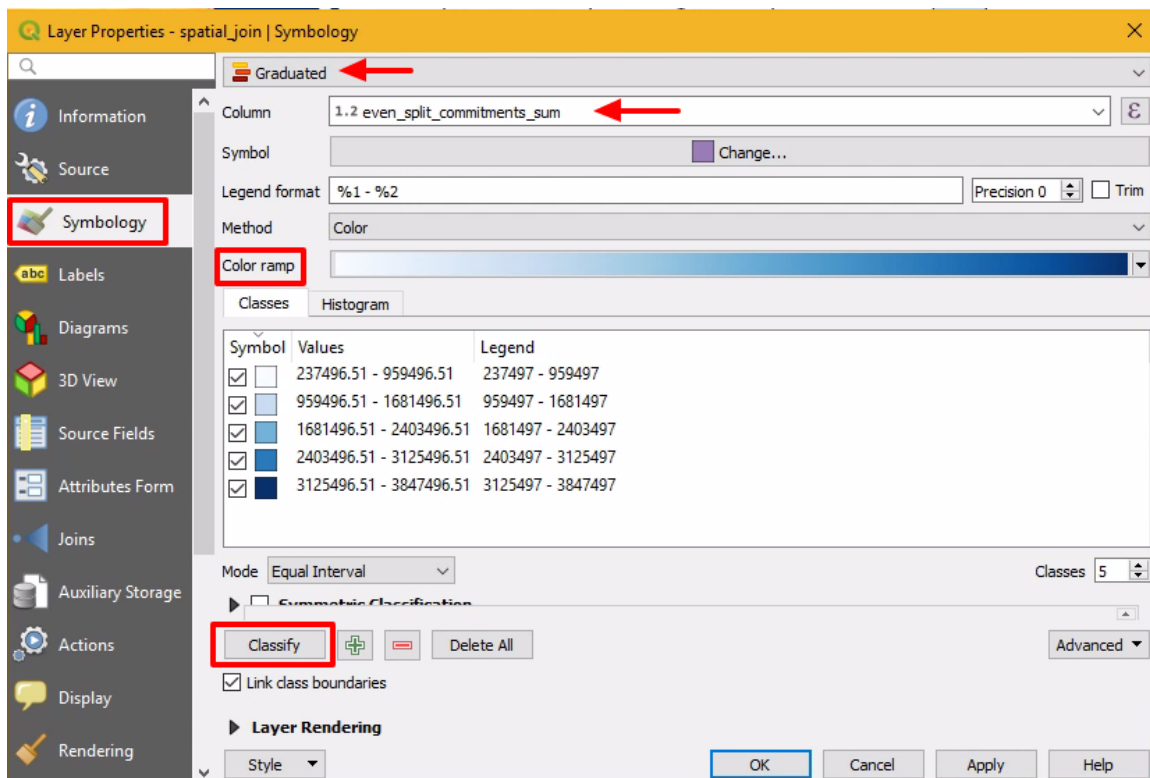 Layer Properties - spatial_join | Symbology
Graduated
Information
Column 1.2 even_split_commitments_sum ε
Symbol Change...
Source
Legend format %1 - %2 Precision 0 Trim
Symbology
Method Color
Color ramp
abc Labels
Classes Histogram
Diagrams
Symbol Values Legend
237496.51 - 959496.51 237497 - 959497
3D View
959496.51 - 1681496.51 959497 - 1681497
1681496.51 - 2403496.51 1681497 - 2403497
Source Fields
2403496.51 - 3125496.51 2403497 - 3125497
3125496.51 - 3847496.51 3125497 - 3847497
Attributes Form
Joins
Mode Equal Interval Classes 5
Auxiliary Storage
Symmetric Classification
Actions
Classify Delete All Advanced
Link class boundaries
Display
Layer Rendering
Rendering
Style OK Cancel Apply Help